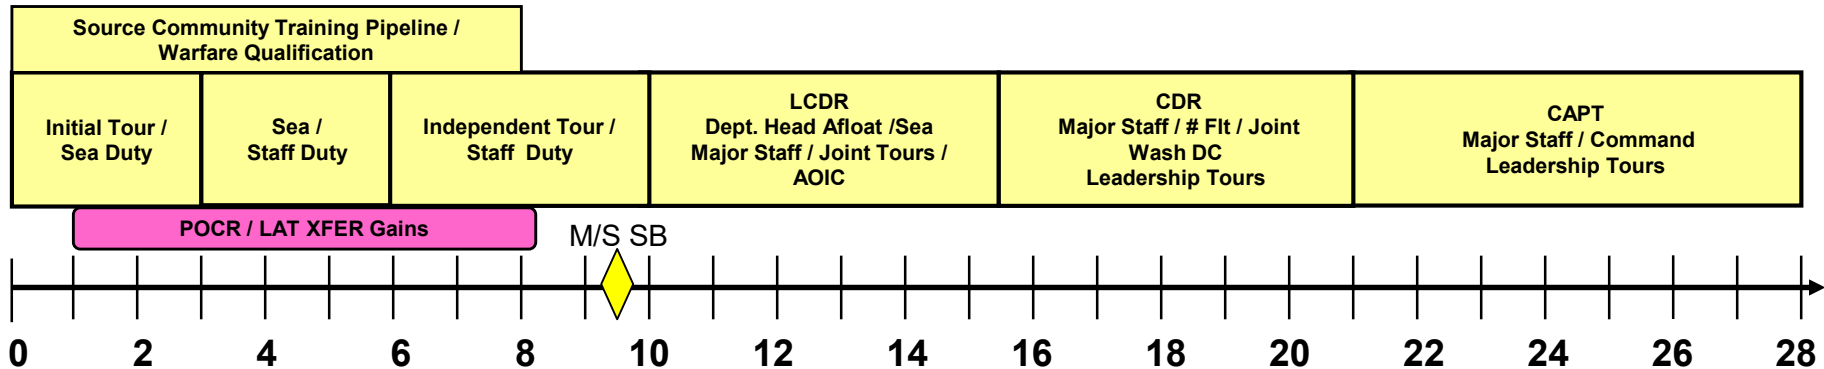 Source Community Training Pipeline /
Warfare Qualification
Initial Tour /
Sea Duty
Sea /
Staff Duty
Independent Tour /
Staff Duty
LCDR
Dept. Head Afloat /Sea
Major Staff / Joint Tours /
AOIC
CDR
Major Staff / # Flt / Joint
Wash DC
Leadership Tours
CAPT
Major Staff / Command
Leadership Tours
POCR / LAT XFER Gains
M/S SB
0 2 4 6 8 10 12 14 16 18 20 22 24 26 28